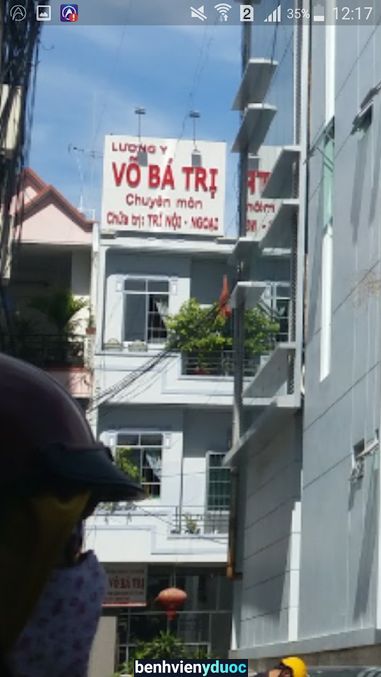 2
35% 12:17
LƯƠNG Y
VÕ BÁ TRỊ
Chuyên môn
Chữa trị: TRĨ NỘI - NGOẠI
VÕ BÁ TRỊ
benhvienyduoc